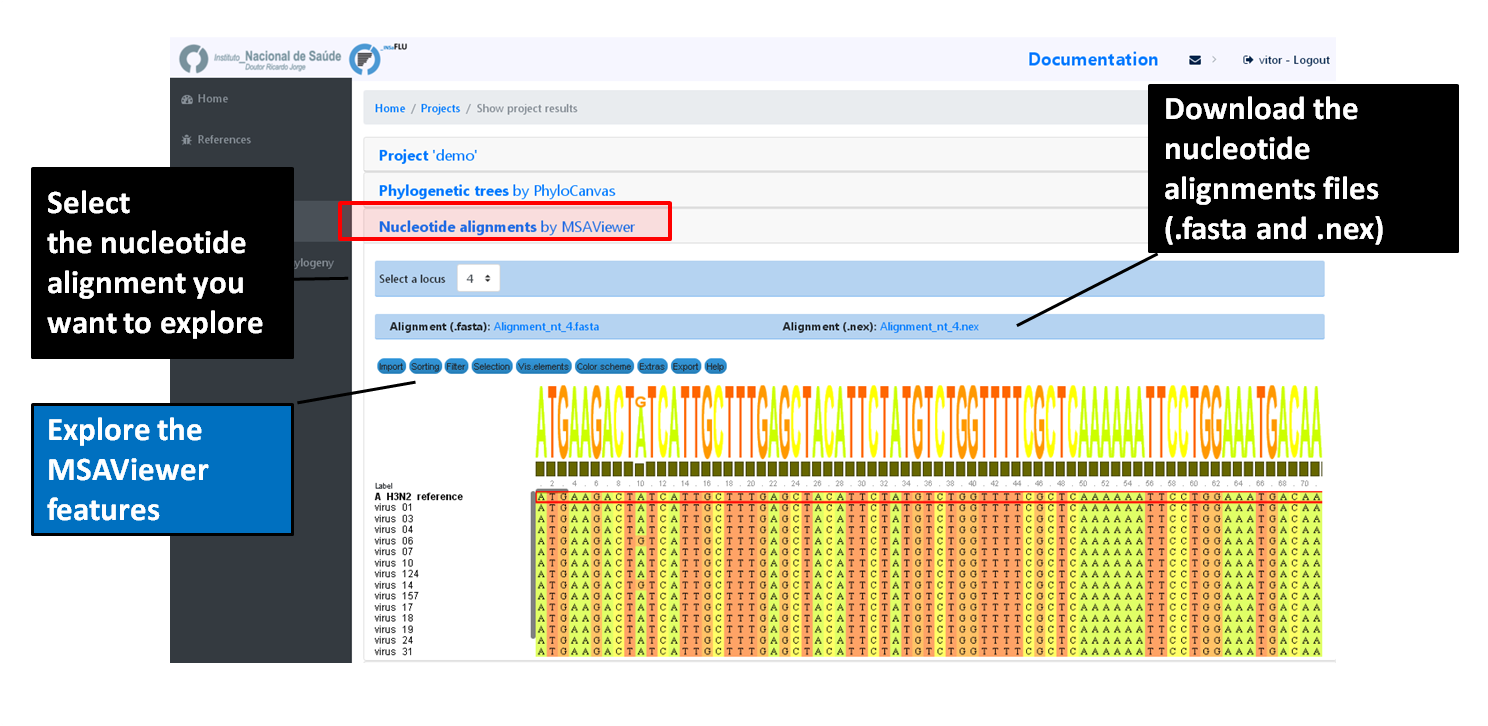 Instituto_Nacional de Saúde
Doutor Ricardo Jorge
_INSaFLU
Documentation
vitor - Logout
Home
References
ylogeny
Home / Projects / Show project results
Project 'demo'
Phylogenetic trees by PhyloCanvas
Nucleotide alignments by MSAViewer
Select
the nucleotide
alignment you
want to explore
Download the
nucleotide
alignments files
(.fasta and .nex)
Select a locus 4
Alignment (.fasta): Alignment_nt_4.fasta Alignment (.nex): Alignment_nt_4.nex
Explore the
MSAViewer
features
Import Sorting Filter Selection Vis.elements Color scheme Extras Export Help
ATGAAGACTGTCATTGCTTTGAGCTACATTCTATGTCTGGTTTTCGCTCAAAAAATTCCTGGAAATGACAA
A
Label . 2 . 4 . 6 . 8 . 10 . 12 . 14 . 16 . 18 . 20 . 22 . 24 . 26 . 28 . 30 . 32 . 34 . 36 . 38 . 40 . 42 . 44 . 46 . 48 . 50 . 52 . 54 . 56 . 58 . 60 . 62 . 64 . 66 . 68 . 70 .
A H3N2 reference ATGAAGACTATCATTGCTTTGAGCTACATTCTATGTCTGGTTTTCGCTCAAAAAATTCCTGGAAATGACAA
virus 01 ATGAAGACTATCATTGCTTTGAGCTACATTCTATGTCTGGTTTTCGCTCAAAAAATTCCTGGAAATGACAA
virus 03 ATGAAGACTATCATTGCTTTGAGCTACATTCTATGTCTGGTTTTCGCTCAAAAAATTCCTGGAAATGACAA
virus 04 ATGAAGACTATCATTGCTTTGAGCTACATTCTATGTCTGGTTTTCGCTCAAAAAATTCCTGGAAATGACAA
virus 06 ATGAAGACTGTCATTGCTTTGAGCTACATTCTATGTCTGGTTTTCGCTCAAAAAATTCCTGGAAATGACAA
virus 07 ATGAAGACTATCATTGCTTTGAGCTACATTCTATGTCTGGTTTTCGCTCAAAAAATTCCTGGAAATGACAA
virus 10 ATGAAGACTATCATTGCTTTGAGCTACATTCTATGTCTGGTTTTCGCTCAAAAAATTCCTGGAAATGACAA
virus 124 ATGAAGACTATCATTGCTTTGAGCTACATTCTATGTCTGGTTTTCGCTCAAAAAATTCCTGGAAATGACAA
virus 14 ATGAAGACTGTCATTGCTTTGAGCTACATTCTATGTCTGGTTTTCGCTCAAAAAATTCCTGGAAATGACAA
virus 157 ATGAAGACTATCATTGCTTTGAGCTACATTCTATGTCTGGTTTTCGCTCAAAAAATTCCTGGAAATGACAA
virus 17 ATGAAGACTATCATTGCTTTGAGCTACATTCTATGTCTGGTTTTCGCTCAAAAAATTCCTGGAAATGACAA
virus 18 ATGAAGACTATCATTGCTTTGAGCTACATTCTATGTCTGGTTTTCGCTCAAAAAATTCCTGGAAATGACAA
virus 19 ATGAAGACTATCATTGCTTTGAGCTACATTCTATGTCTGGTTTTCGCTCAAAAAATTCCTGGAAATGACAA
virus 24 ATGAAGACTATCATTGCTTTGAGCTACATTCTATGTCTGGTTTTCGCTCAAAAAATTCCTGGAAATGACAA
virus 31 ATGAAGACTATCATTGCTTTGAGCTACATTCTATGTCTGGTTTTCGCTCAAAAAATTCCTGGAAATGACAA